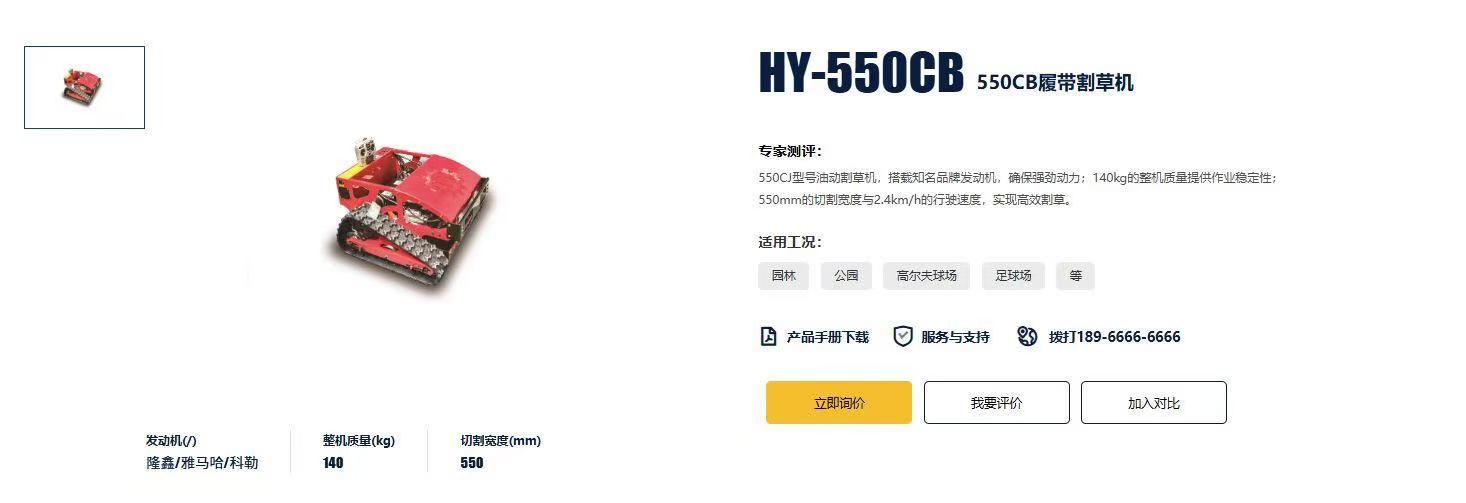 HY-550CB 550CB履带割草机
专家测评：
550CJ型号油动割草机，搭载知名品牌发动机，确保强劲动力；140kg的整机质量提供作业稳定性；
550mm的切割宽度与2.4km/h的行驶速度，实现高效割草。
适用工况：
园林 公园 高尔夫球场 足球场 等
产品手册下载 服务与支持 拨打189-6666-6666
立即询价 我要评价 加入对比
发动机(/) 整机质量(kg) 切割宽度(mm)
隆鑫/雅马哈/科勒 140 550